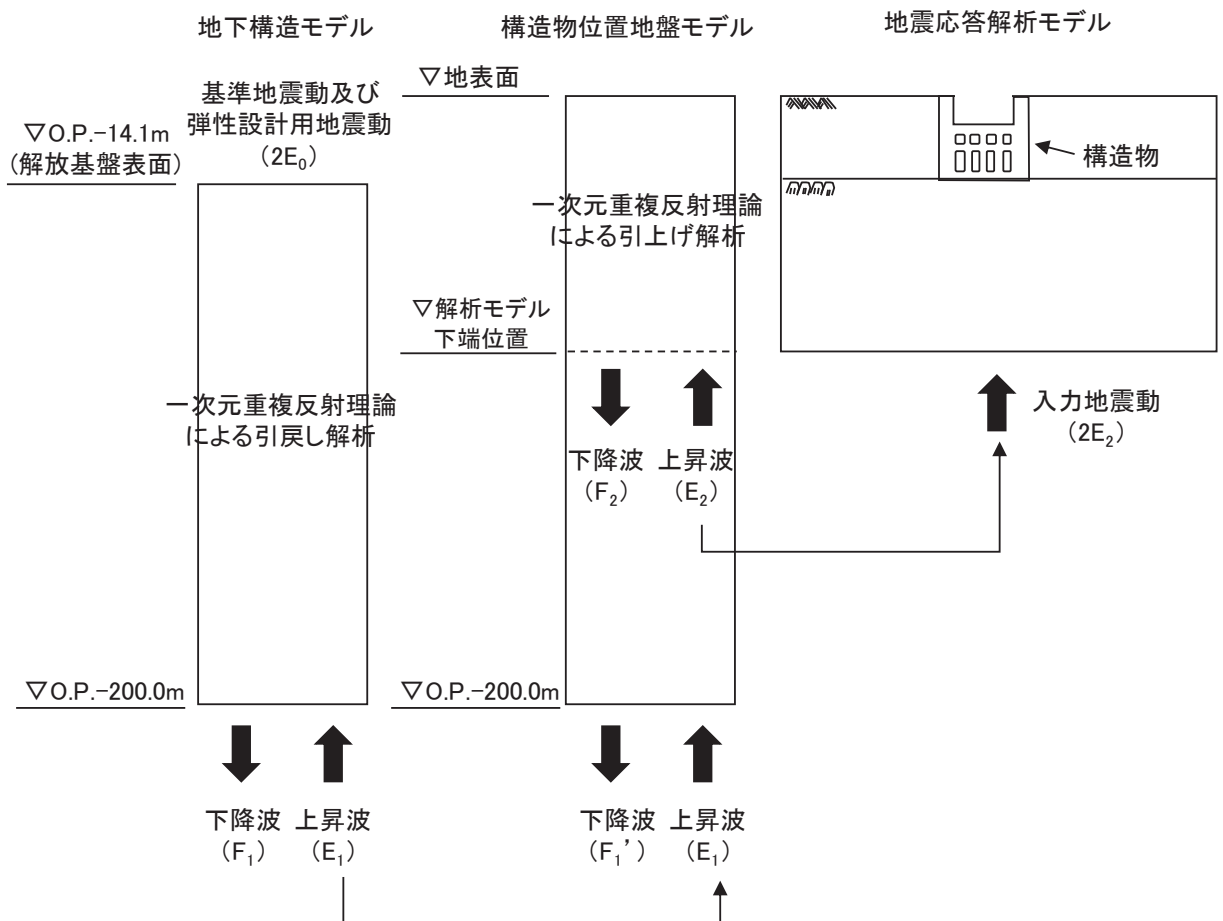 地下構造モデル
基準地震動及び
弾性設計用地震動
（2E₀）
▽O.P.-14.1m
（解放基盤表面）
一次元重複反射理論
による引戻し解析
▽O.P.-200.0m
下降波 上昇波
（F₁） （E₁）
構造物位置地盤モデル
▽地表面
一次元重複反射理論
による引上げ解析
▽解析モデル
下端位置
下降波 上昇波
（F₂） （E₂）
▽O.P.-200.0m
下降波 上昇波
（F₁'） （E₁）
地震応答解析モデル
構造物
入力地震動
（2E₂）